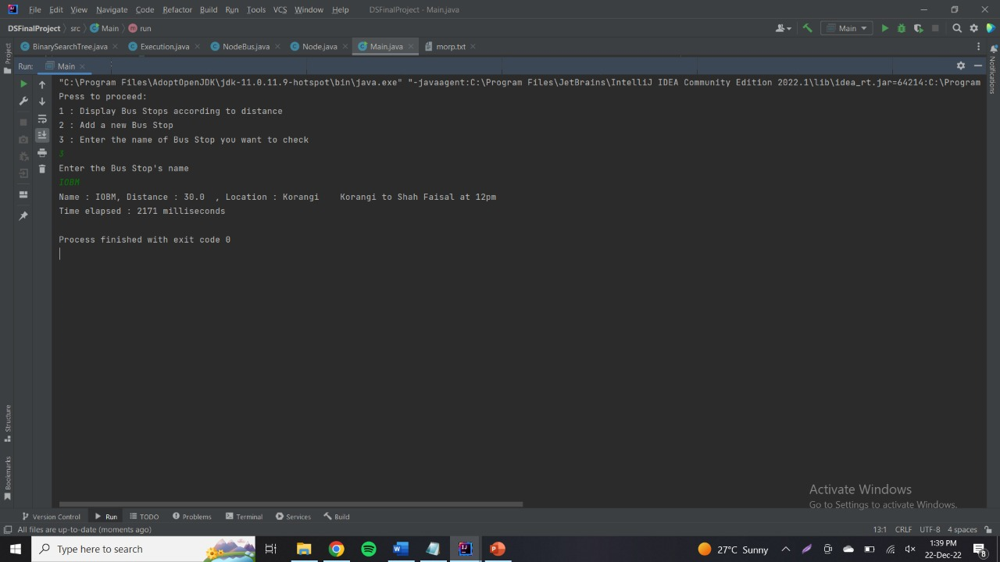 File Edit View Navigate Code Refactor Build Run Tools VCS Window Help DSFinalProject - Main.java
DSFinalProject src Main run Main
BinarySearchTree.java Execution.java NodeBus.java Node.java Main.java morp.txt
Project
Run: Main
Notifications
"C:\Program Files\AdoptOpenJDK\jdk-11.0.11.9-hotspot\bin\java.exe" "-javaagent:C:\Program Files\JetBrains\IntelliJ IDEA Community Edition 2022.1\lib\idea_rt.jar=64214:C:\Program
Press to proceed:
1 : Display Bus Stops according to distance
2 : Add a new Bus Stop
3 : Enter the name of Bus Stop you want to check
3
Enter the Bus Stop's name
IOBM
Name : IOBM, Distance : 30.0  , Location : Korangi    Korangi to Shah Faisal at 12pm
Time elapsed : 2171 milliseconds
Process finished with exit code 0
Structure
Bookmarks
Activate Windows
Go to Settings to activate Windows.
Version Control Run TODO Problems Terminal Services Build
All files are up-to-date (moments ago) 13:1 CRLF UTF-8 4 spaces
Type here to search 27°C Sunny 1:39 PM
22-Dec-22 8